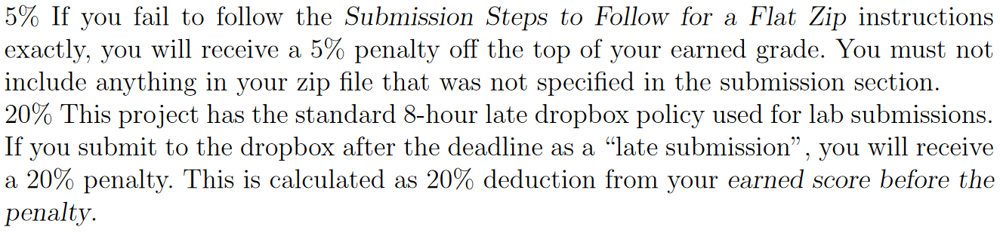 5% If you fail to follow the Submission Steps to Follow for a Flat Zip instructions
exactly, you will receive a 5% penalty off the top of your earned grade. You must not
include anything in your zip file that was not specified in the submission section.
20% This project has the standard 8-hour late dropbox policy used for lab submissions.
If you submit to the dropbox after the deadline as a “late submission”, you will receive
a 20% penalty. This is calculated as 20% deduction from your earned score before the
penalty.